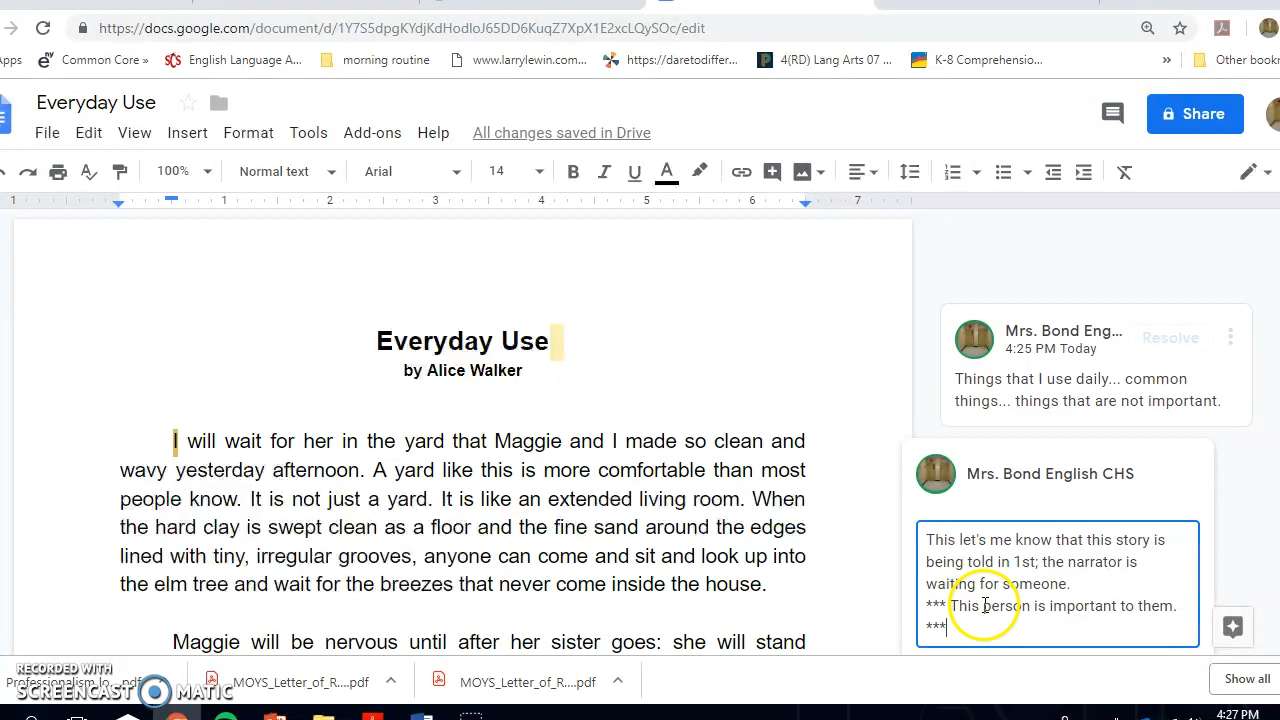 https://docs.google.com/document/d/1Y7S5dpgKYdjKdHodloJ65DD6KuqZ7XpX1E2xcLQySOc/edit
Apps Common Core » English Language A... morning routine www.larrylewin.com... https://daretodiffer... 4(RD) Lang Arts 07 ... K-8 Comprehensio... » Other book
Everyday Use
File Edit View Insert Format Tools Add-ons Help All changes saved in Drive Share
100% Normal text Arial 14 B I U A
1 1 2 3 4 5 6 7
Everyday Use
by Alice Walker
I will wait for her in the yard that Maggie and I made so clean and
wavy yesterday afternoon. A yard like this is more comfortable than most
people know. It is not just a yard. It is like an extended living room. When
the hard clay is swept clean as a floor and the fine sand around the edges
lined with tiny, irregular grooves, anyone can come and sit and look up into
the elm tree and wait for the breezes that never come inside the house.
Maggie will be nervous until after her sister goes: she will stand
Mrs. Bond Eng... Resolve
4:25 PM Today
Things that I use daily... common
things... things that are not important.
Mrs. Bond English CHS
This let's me know that this story is
being told in 1st; the narrator is
waiting for someone.
*** This person is important to them.
***
RECORDED WITH
SCREENCAST MATIC
MOYS_Letter_of_R....pdf MOYS_Letter_of_R....pdf Show all
4:27 PM